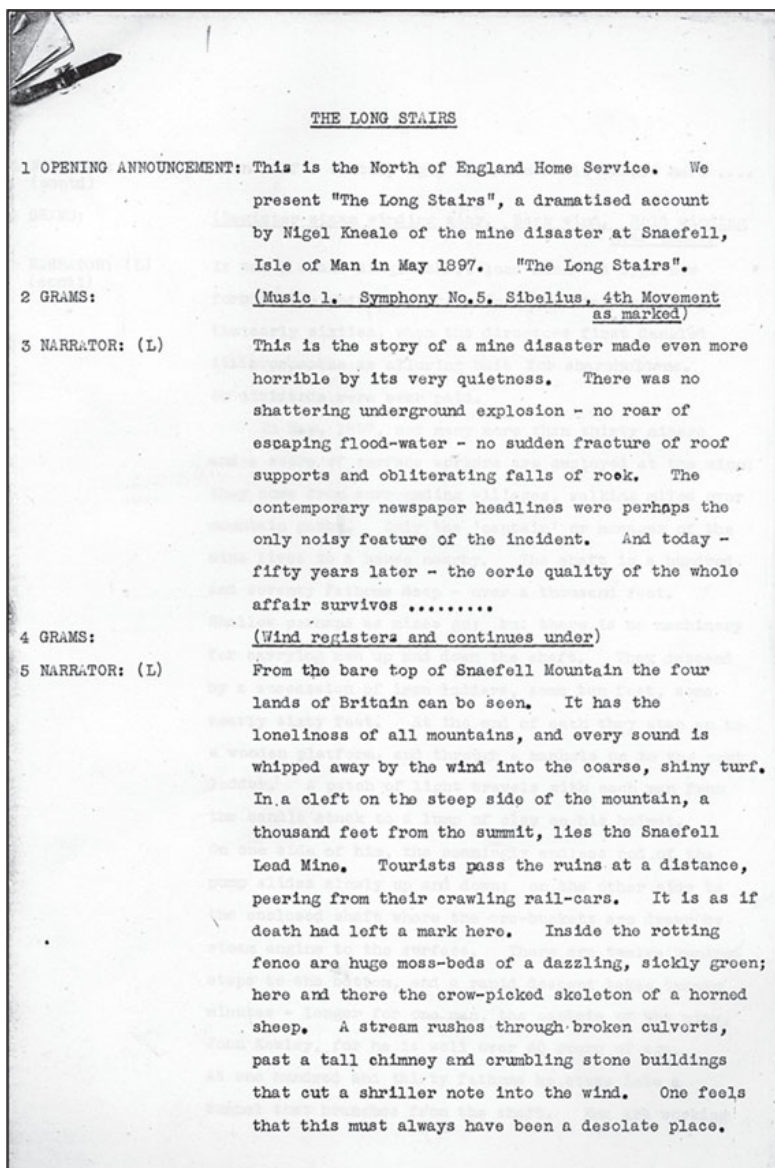 THE LONG STAIRS
1 OPENING ANNOUNCEMENT: This is the North of England Home Service. We
present "The Long Stairs", a dramatised account
by Nigel Kneale of the mine disaster at Snaefell,
Isle of Man in May 1897. "The Long Stairs".
2 GRAMS: (Music 1. Symphony No.5. Sibelius, 4th Movement
as marked)
3 NARRATOR: (L) This is the story of a mine disaster made even more
horrible by its very quietness. There was no
shattering underground explosion - no roar of
escaping flood-water - no sudden fracture of roof
supports and obliterating falls of rock. The
contemporary newspaper headlines were perhaps the
only noisy feature of the incident. And today -
fifty years later - the eerie quality of the whole
affair survives .........
4 GRAMS: (Wind registers and continues under)
5 NARRATOR: (L) From the bare top of Snaefell Mountain the four
lands of Britain can be seen. It has the
loneliness of all mountains, and every sound is
whipped away by the wind into the coarse, shiny turf.
In a cleft on the steep side of the mountain, a
thousand feet from the summit, lies the Snaefell
Lead Mine. Tourists pass the ruins at a distance,
peering from their crawling rail-cars. It is as if
death had left a mark here. Inside the rotting
fence are huge moss-beds of a dazzling, sickly green;
here and there the crow-picked skeleton of a horned
sheep. A stream rushes through broken culverts,
past a tall chimney and crumbling stone buildings
that cut a shriller note into the wind. One feels
that this must always have been a desolate place.